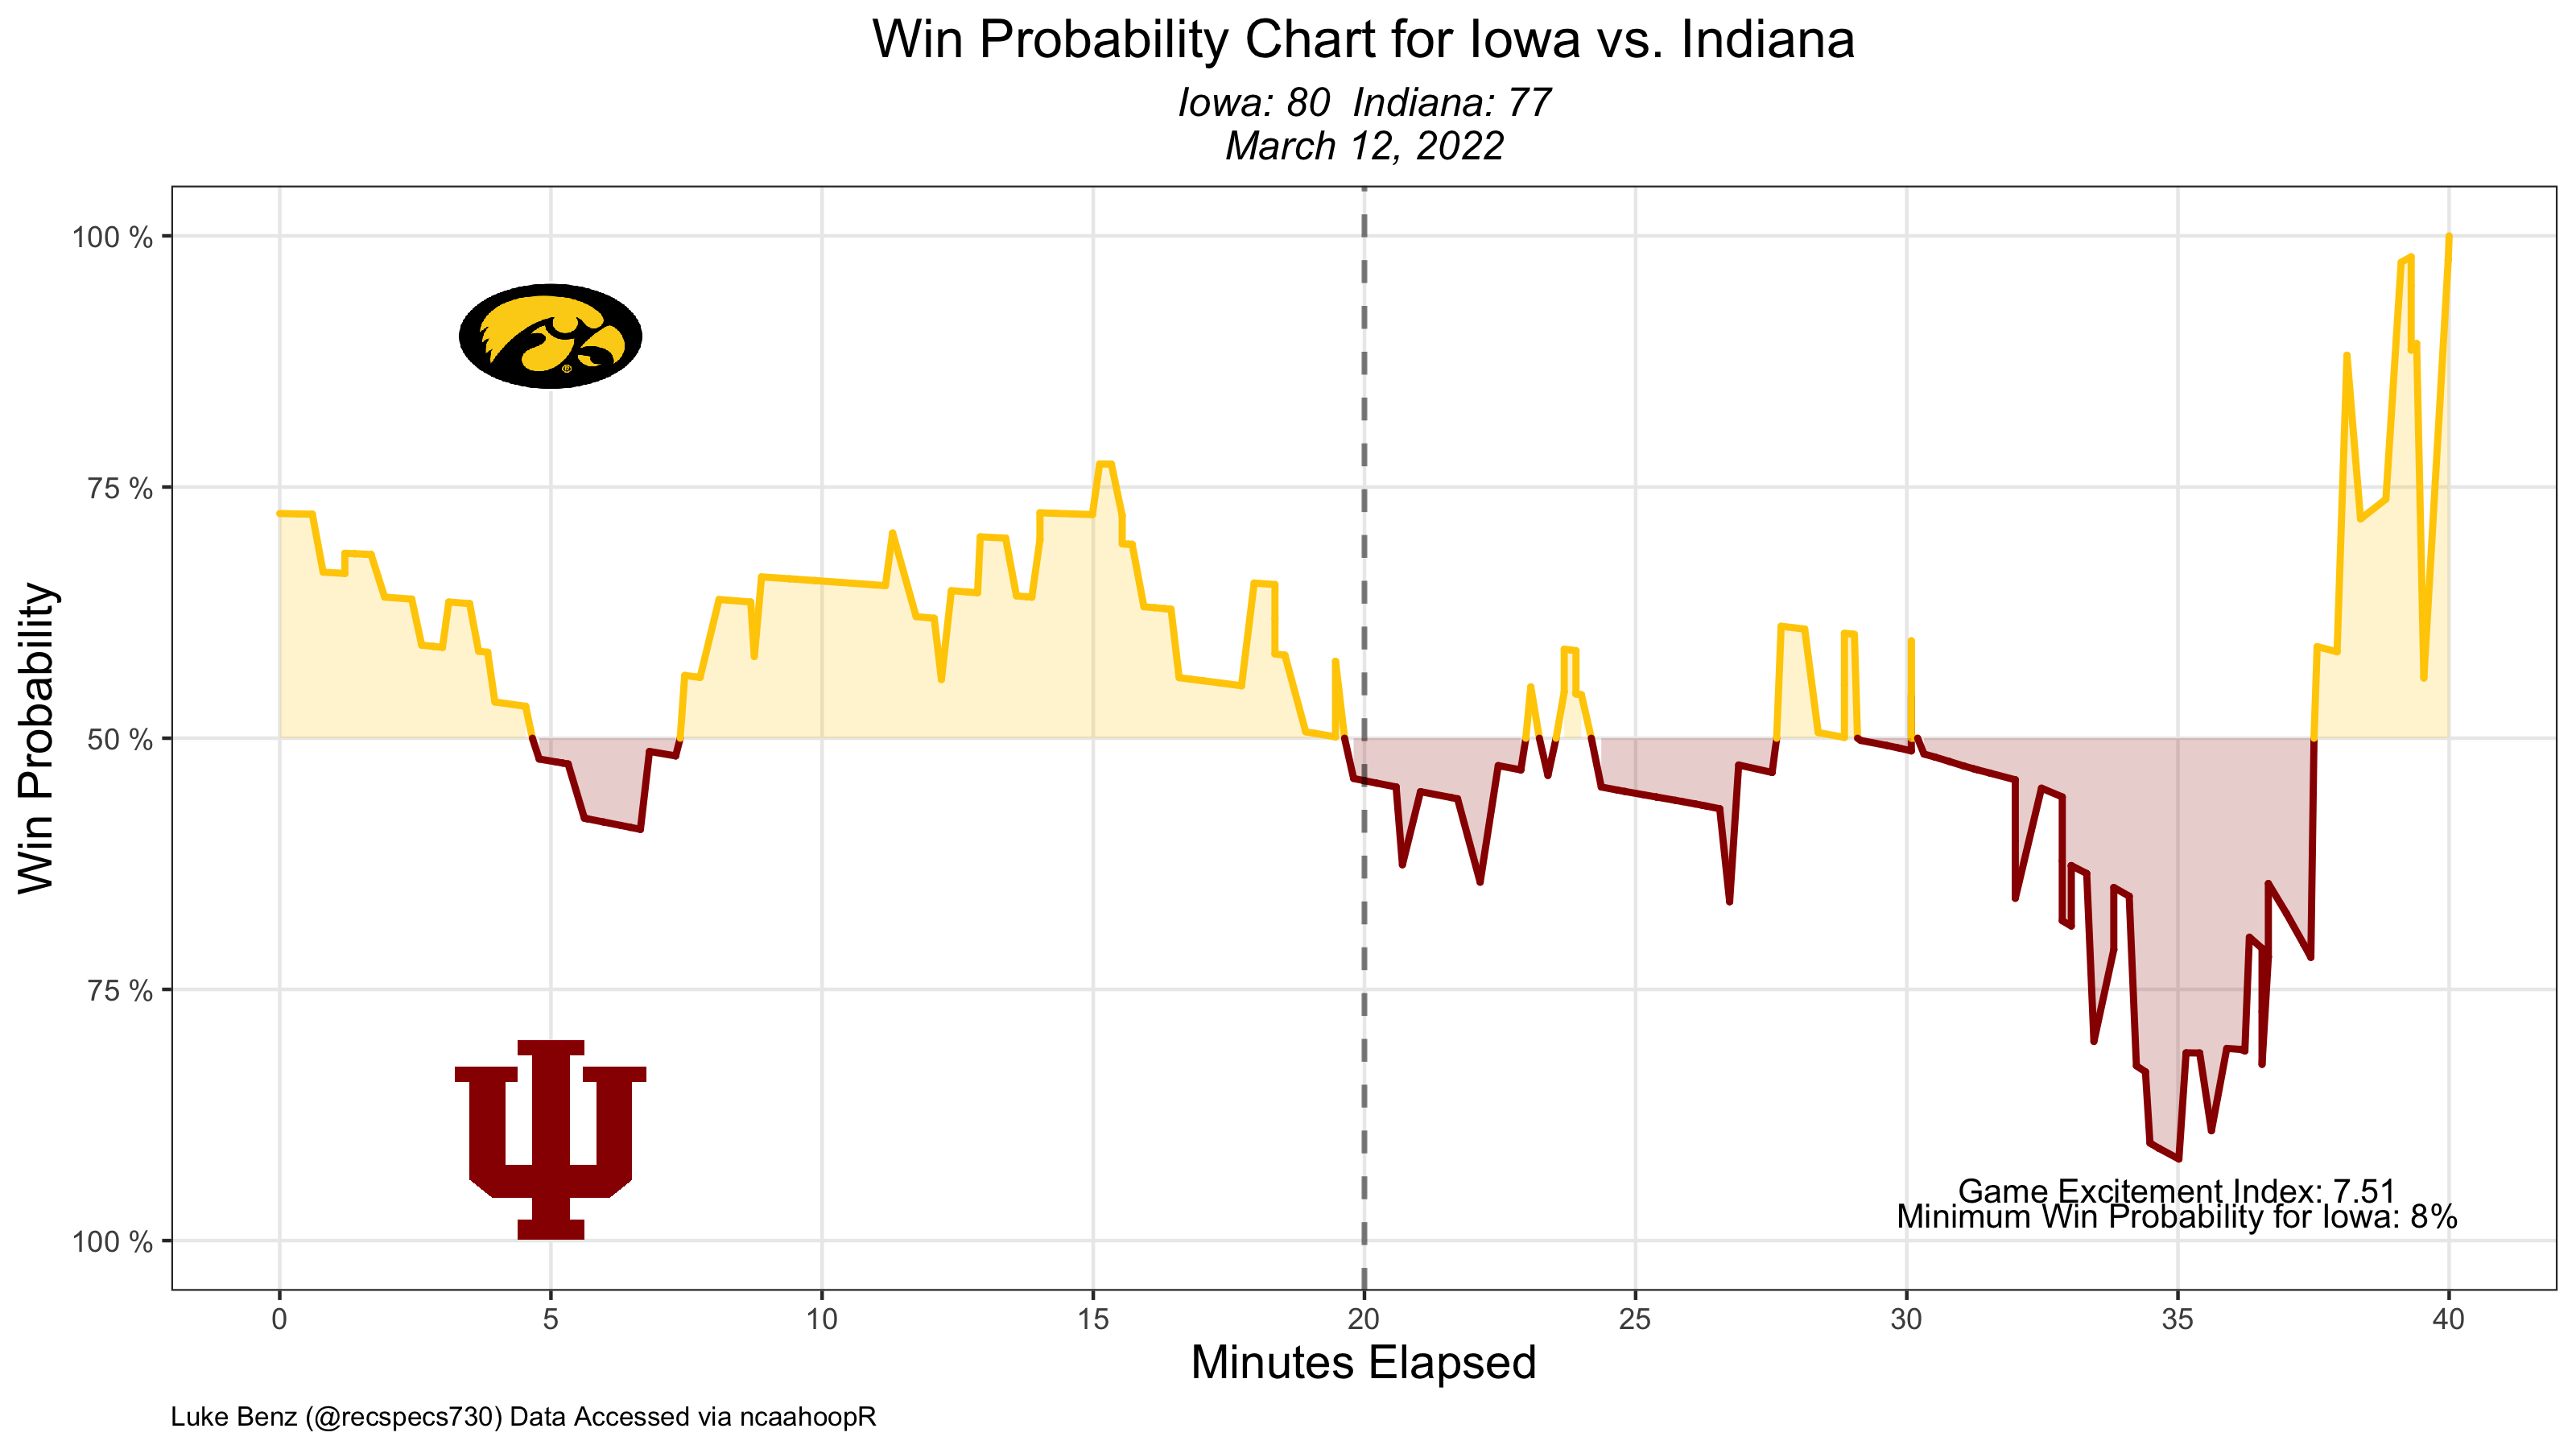 Win Probability Chart for Iowa vs. Indiana
Iowa: 80  Indiana: 77
March 12, 2022
Win Probability
100 %
75 %
50 %
75 %
100 %
Game Excitement Index: 7.51
Minimum Win Probability for Iowa: 8%
0 5 10 15 20 25 30 35 40
Minutes Elapsed
Luke Benz (@recspecs730) Data Accessed via ncaahoopR